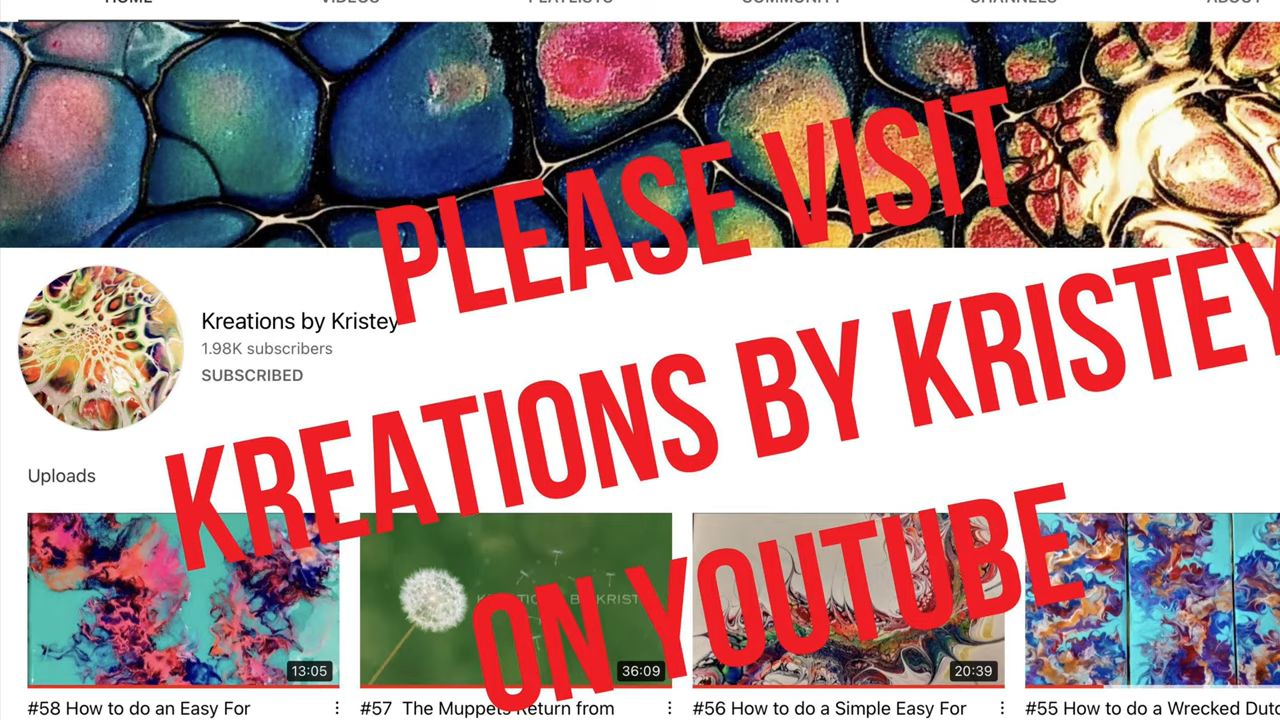 HOME VIDEOS PLAYLISTS COMMUNITY CHANNELS ABOUT
PLEASE VISIT
KREATIONS BY KRISTEY
ON YOUTUBE
Kreations by Kristey
1.98K subscribers
SUBSCRIBED
Uploads
13:05
36:09
20:39
#58 How to do an Easy For
#57 The Muppets Return from
#56 How to do a Simple Easy For
#55 How to do a Wrecked Dutc